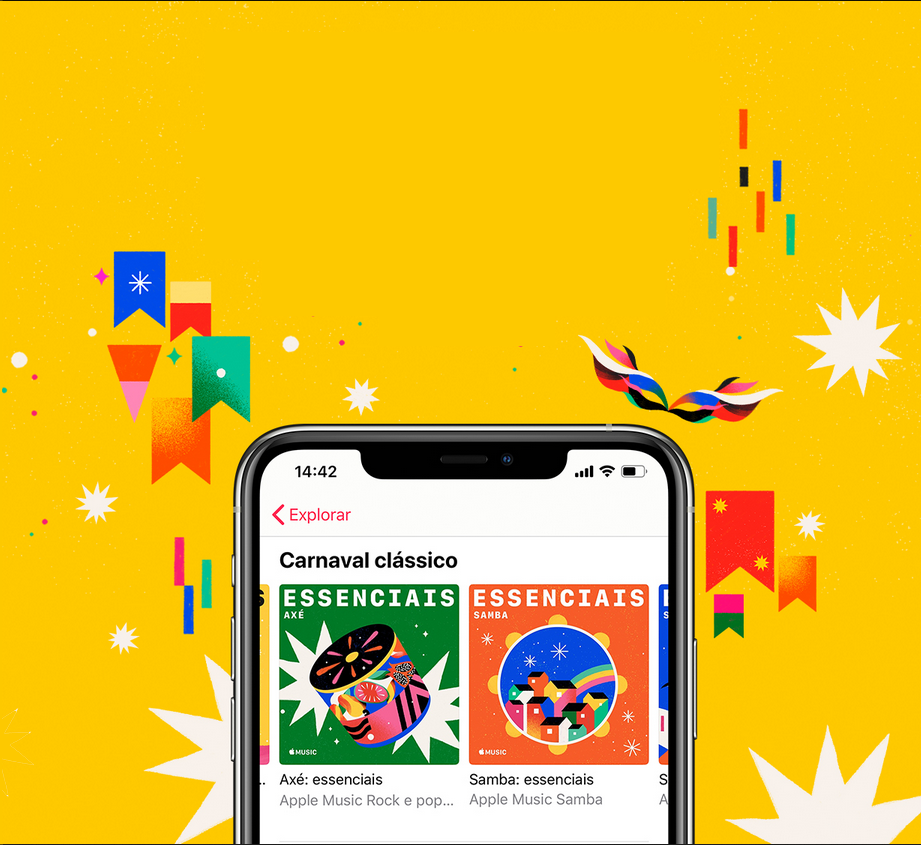 14:42
Explorar
Carnaval clássico
ESSENCIAIS
AXÉ
MUSIC
ESSENCIAIS
SAMBA
MUSIC
Axé: essenciais
Apple Music Rock e pop...
Samba: essenciais
Apple Music Samba